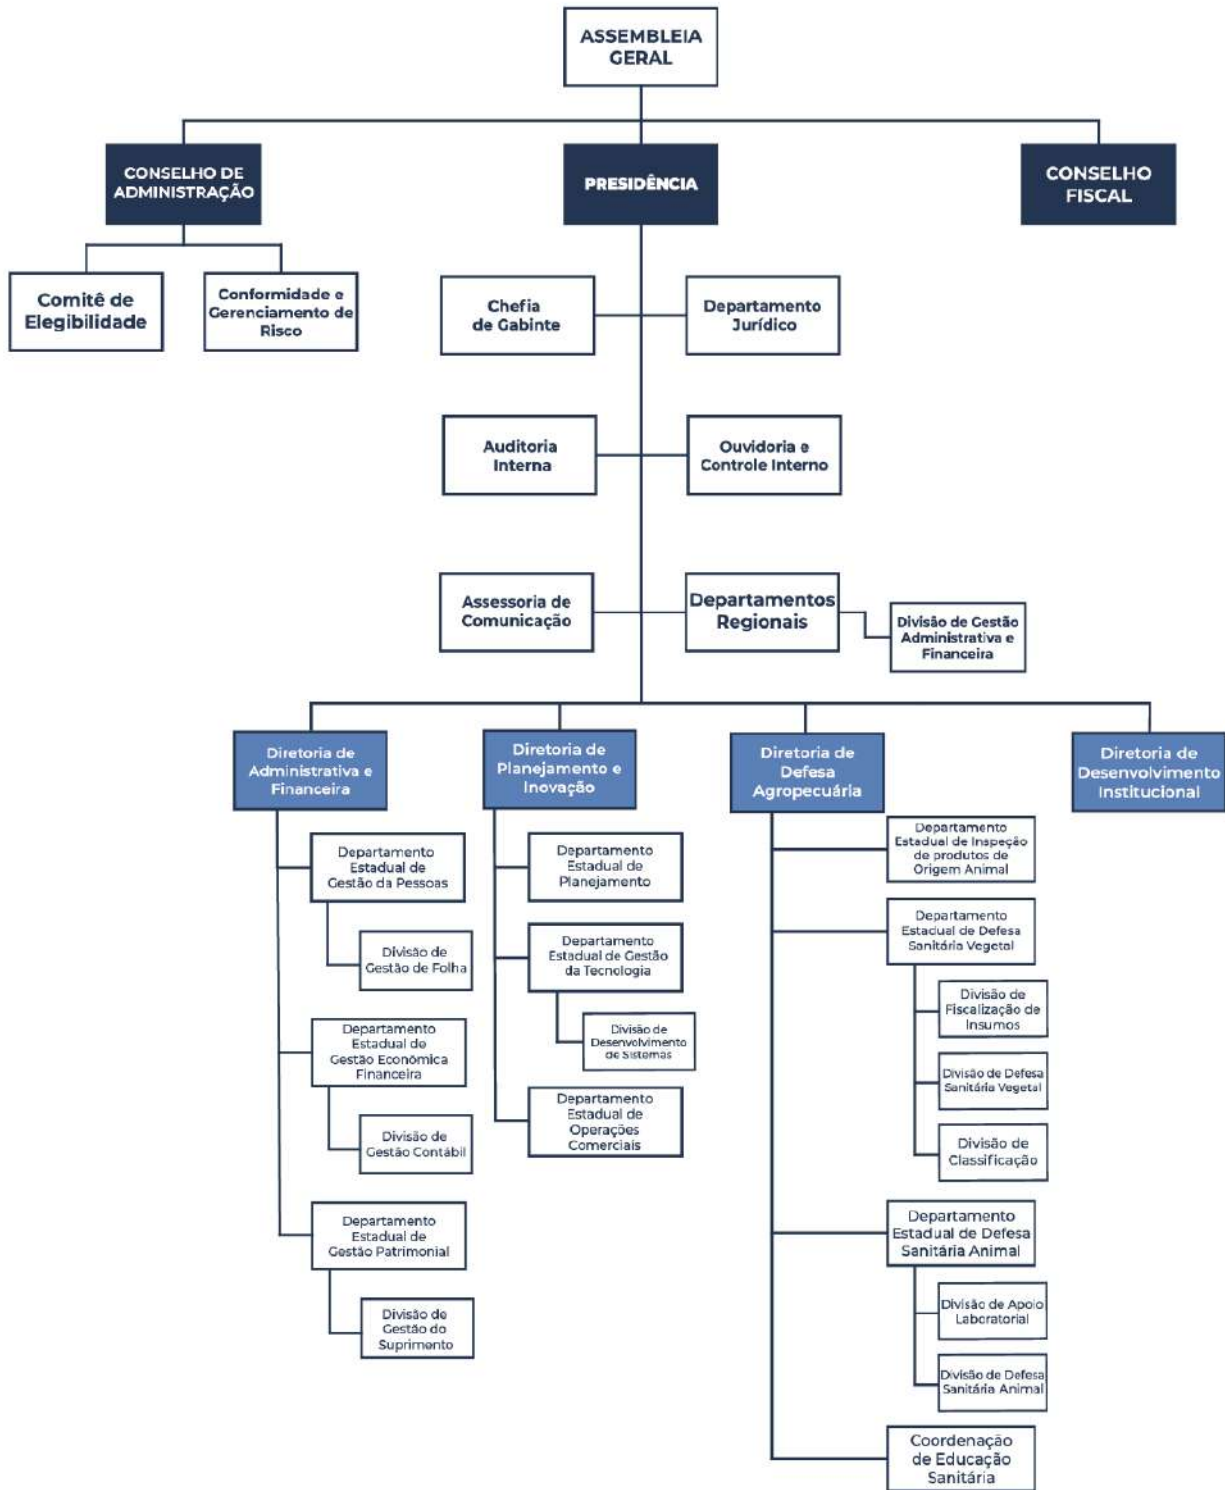 ASSEMBLEIA
GERAL
CONSELHO DE
ADMINISTRAÇÃO
PRESIDÊNCIA
CONSELHO
FISCAL
Comitê de
Elegibilidade
Conformidade e
Gerenciamento de
Risco
Chefia
de Gabinte
Departamento
Jurídico
Auditoria
Interna
Ouvidoria e
Controle Interno
Assessoria de
Comunicação
Departamentos
Regionais
Divisão de Gestão
Administrativa e
Financeira
Diretoria de
Administrativa e
Financeira
Departamento
Estadual de
Gestão da Pessoas
Divisão de
Gestão de Folha
Departamento
Estadual de
Gestão Econômica
Financeira
Divisão de
Gestão Contábil
Departamento
Estadual de
Gestão Patrimonial
Divisão de
Gestão do
Suprimento
Diretoria de
Planejamento e
Inovação
Departamento
Estadual de
Planejamento
Departamento
Estadual de Gestão
da Tecnologia
Divisão de
Desenvolvimento
de Sistemas
Departamento
Estadual de
Operações
Comerciais
Diretoria de
Defesa
Agropecuária
Departamento
Estadual de Inspeção
de produtos de
Origem Animal
Departamento
Estadual de Defesa
Sanitária Vegetal
Divisão de
Fiscalização de
Insumos
Divisão de Defesa
Sanitária Vegetal
Divisão de
Classificação
Departamento
Estadual de Defesa
Sanitária Animal
Divisão de Apoio
Laboratorial
Divisão de Defesa
Sanitária Animal
Coordenação
de Educação
Sanitária
Diretoria de
Desenvolvimento
Institucional